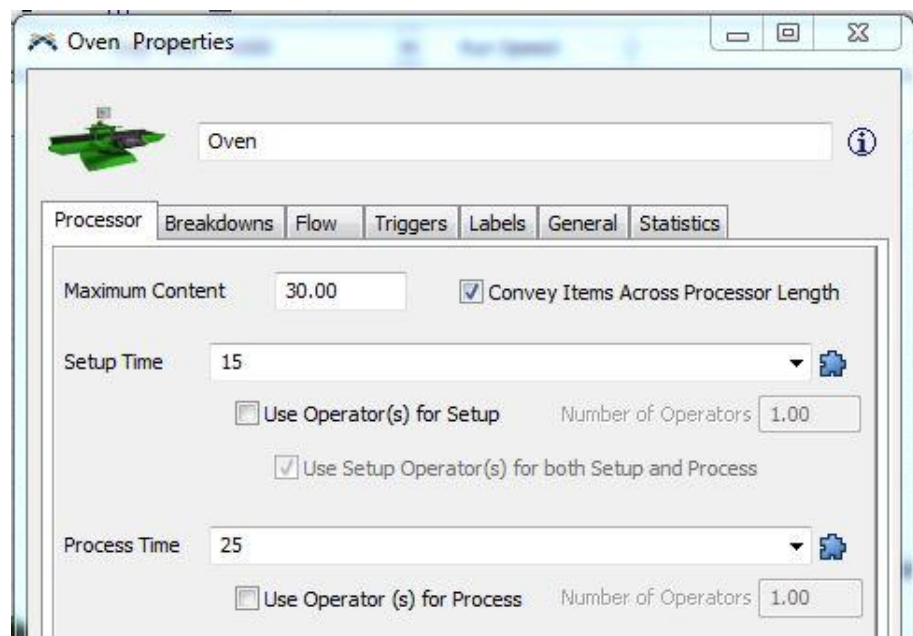 Oven Properties
Oven
Processor Breakdowns Flow Triggers Labels General Statistics
Maximum Content 30.00 Convey Items Across Processor Length
Setup Time 15
Use Operator(s) for Setup Number of Operators 1.00
Use Setup Operator(s) for both Setup and Process
Process Time 25
Use Operator (s) for Process Number of Operators 1.00